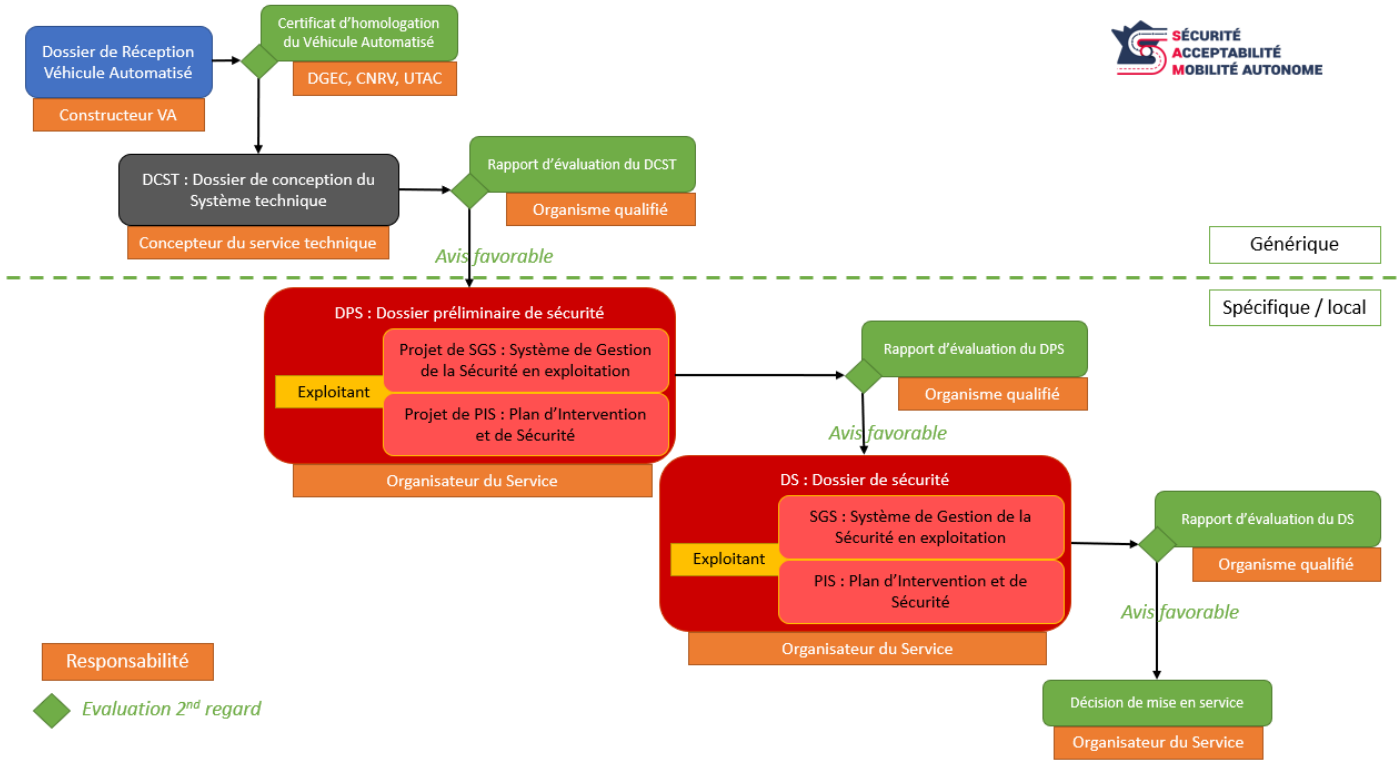 Certificat d’homologation
du Véhicule Automatisé
DGEC, CNRV, UTAC
Dossier de Réception
Véhicule Automatisé
Constructeur VA
SÉCURITÉ
ACCEPTABILITÉ
MOBILITÉ AUTONOME
DCST : Dossier de conception du
Système technique
Concepteur du service technique
Rapport d’évaluation du DCST
Organisme qualifié
Avis favorable
Générique
Spécifique / local
DPS : Dossier préliminaire de sécurité
Projet de SGS : Système de Gestion
de la Sécurité en exploitation
Exploitant
Projet de PIS : Plan d’Intervention
et de Sécurité
Organisateur du Service
Rapport d’évaluation du DPS
Organisme qualifié
Avis favorable
DS : Dossier de sécurité
SGS : Système de Gestion de la
Sécurité en exploitation
Exploitant
PIS : Plan d’Intervention et de
Sécurité
Organisateur du Service
Rapport d’évaluation du DS
Organisme qualifié
Avis favorable
Décision de mise en service
Organisateur du Service
Responsabilité
Evaluation 2nd regard